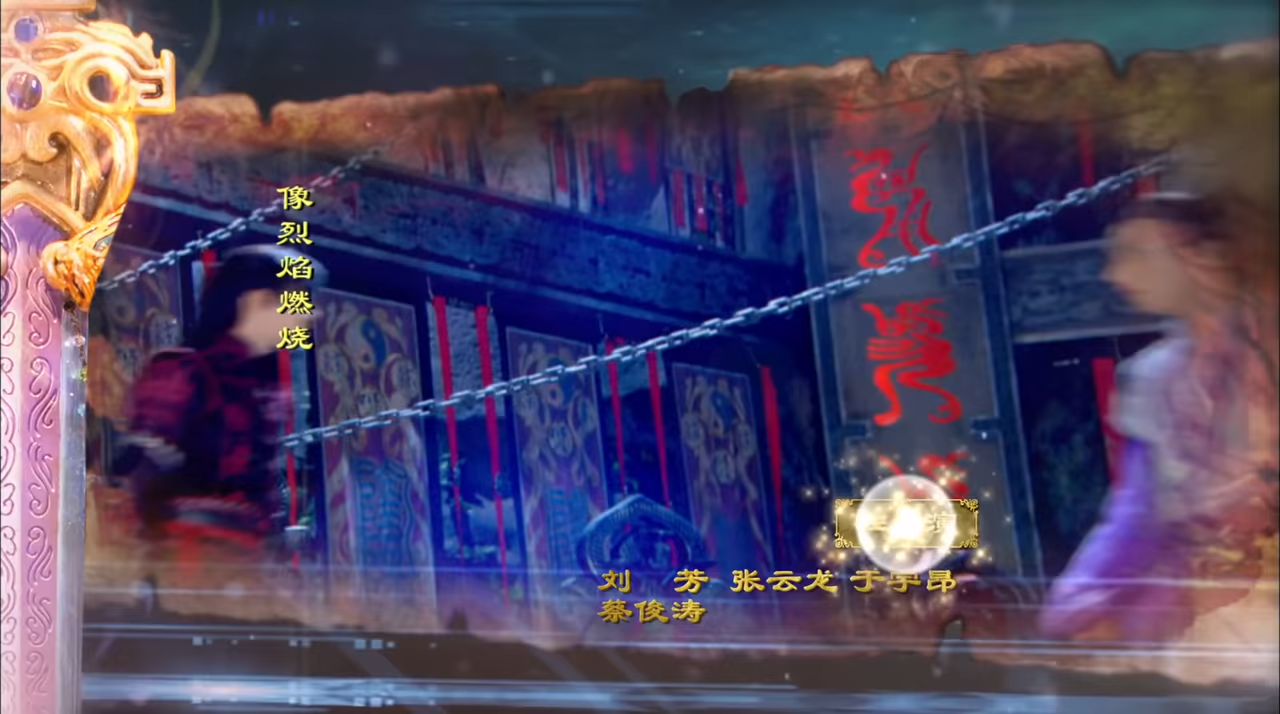 像烈焰燃烧
刘 芳 张云龙 于宇昂
蔡俊涛